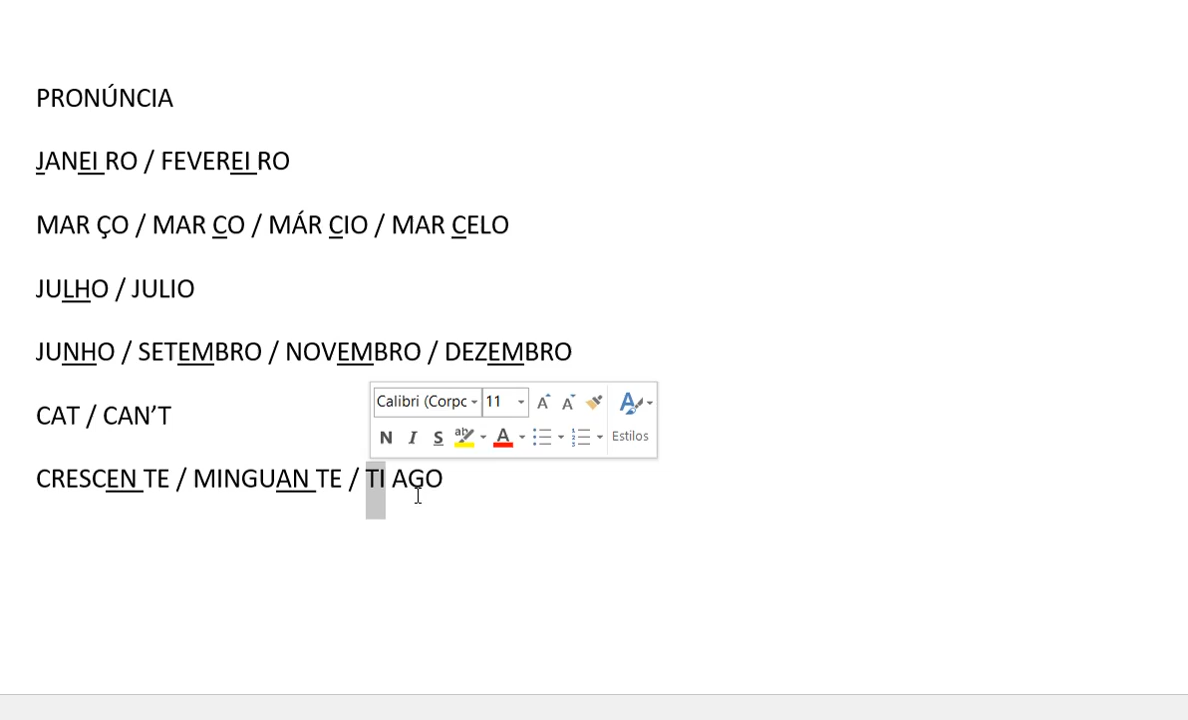 PRONÚNCIA
JANEI RO / FEVEREI RO
MAR ÇO / MAR CO / MÁR CIO / MAR CELO
JULHO / JULIO
JUNHO / SETEMBRO / NOVEMBRO / DEZEMBRO
Calibri (Corpc 11 A A A
CAT / CAN’T
N I S aby A Estilos
CRESCEN TE / MINGUAN TE / TI AGO